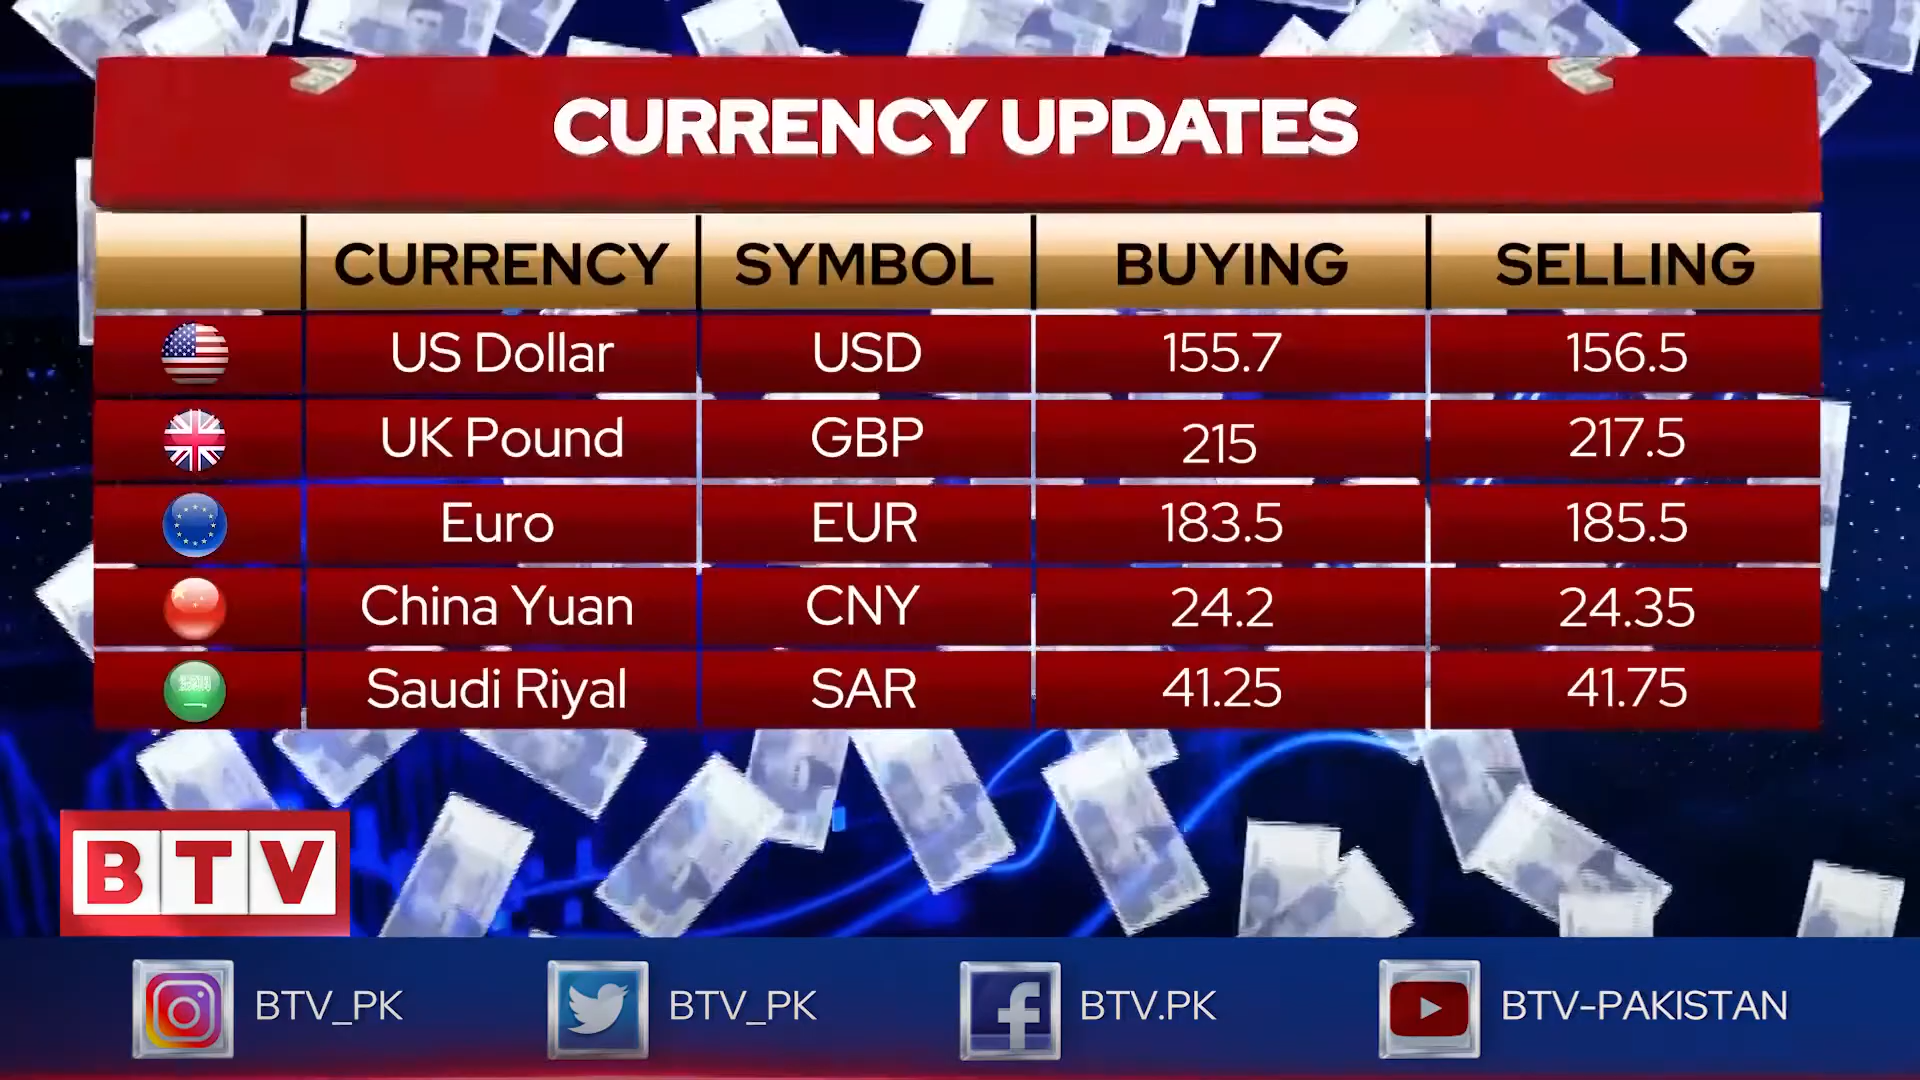 CURRENCY UPDATES
CURRENCY SYMBOL BUYING SELLING
US Dollar USD 155.7 156.5
UK Pound GBP 215 217.5
Euro EUR 183.5 185.5
China Yuan CNY 24.2 24.35
Saudi Riyal SAR 41.25 41.75
BTV
BTV_PK BTV_PK BTV.PK BTV-PAKISTAN